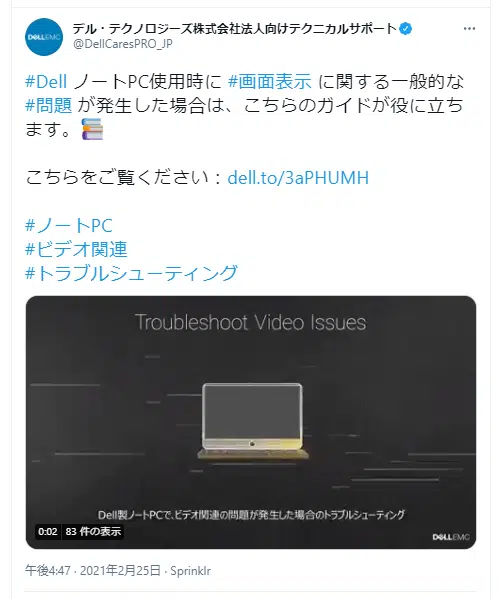 デル・テクノロジーズ株式会社法人向けテクニカルサポート
@DellCaresPRO_JP
DELLEMC
#Dell ノートPC使用時に #画面表示 に関する一般的な
#問題 が発生した場合は、こちらのガイドが役に立ち
ます。
こちらをご覧ください：dell.to/3aPHUMH
#ノートPC
#ビデオ関連
#トラブルシューティング
Troubleshoot Video Issues
Dell製ノートPCで、ビデオ関連の問題が発生した場合のトラブルシューティング
0:02 83 件の表示
DELLEMC
午後4:47 · 2021年2月25日 · Sprinklr